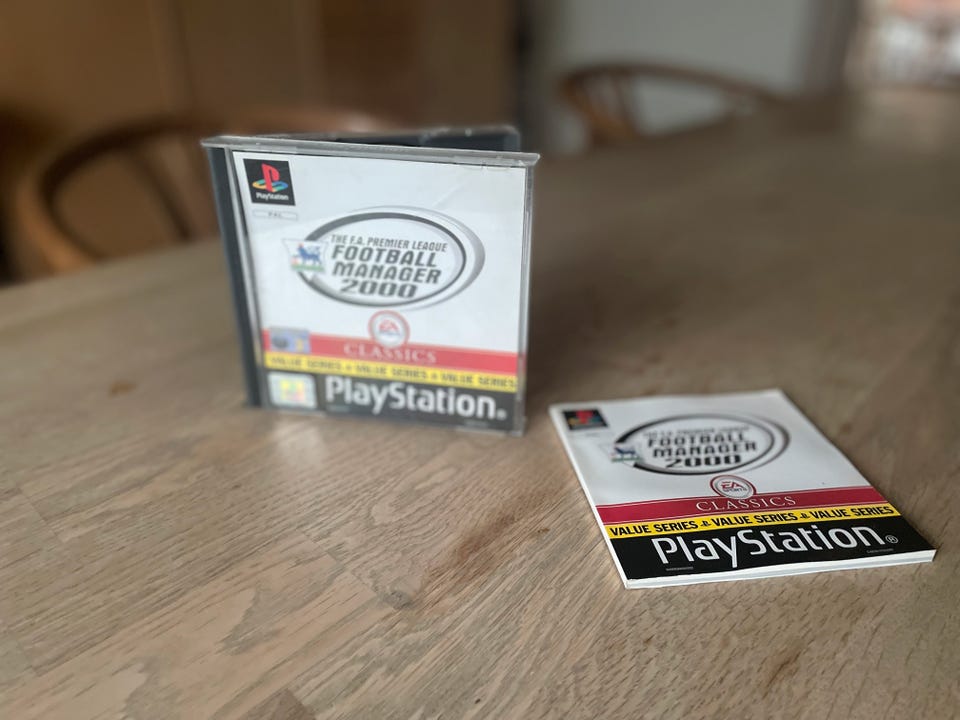 PlayStation
PAL
THE F.A. PREMIER LEAGUE
FOOTBALL
MANAGER
2000
EA
CLASSICS
VALUE SERIES VALUE SERIES VALUE SERIES
PlayStation®
THE F.A. PREMIER LEAGUE
FOOTBALL
MANAGER
2000
EA
SPORTS
CLASSICS
VALUE SERIES VALUE SERIES VALUE SERIES
PlayStation®